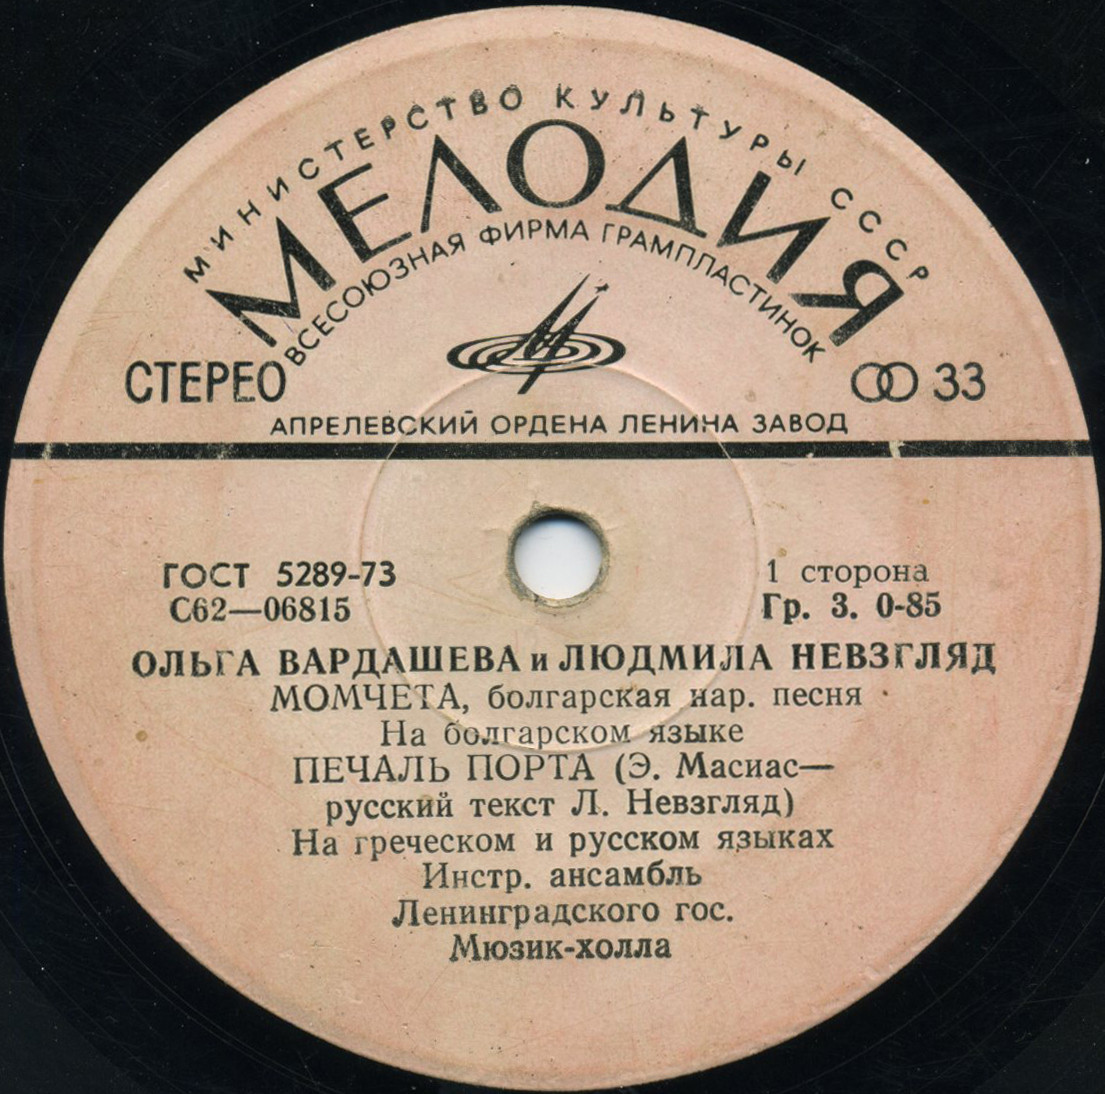 МИНИСТЕРСТВО КУЛЬТУРЫ СССР
МЕЛОДИЯ
ВСЕСОЮЗНАЯ ФИРМА ГРАМПЛАСТИНОК
СТЕРЕО
33
АПРЕЛЕВСКИЙ ОРДЕНА ЛЕНИНА ЗАВОД
ГОСТ 5289-73
С62—06815
1 сторона
Гр. 3. 0-85
ОЛЬГА ВАРДАШЕВА и ЛЮДМИЛА НЕВЗГЛЯД
МОМЧЕТА, болгарская нар. песня
На болгарском языке
ПЕЧАЛЬ ПОРТА (Э. Масиас—
русский текст Л. Невзгляд)
На греческом и русском языках
Инстр. ансамбль
Ленинградского гос.
Мюзик-холла